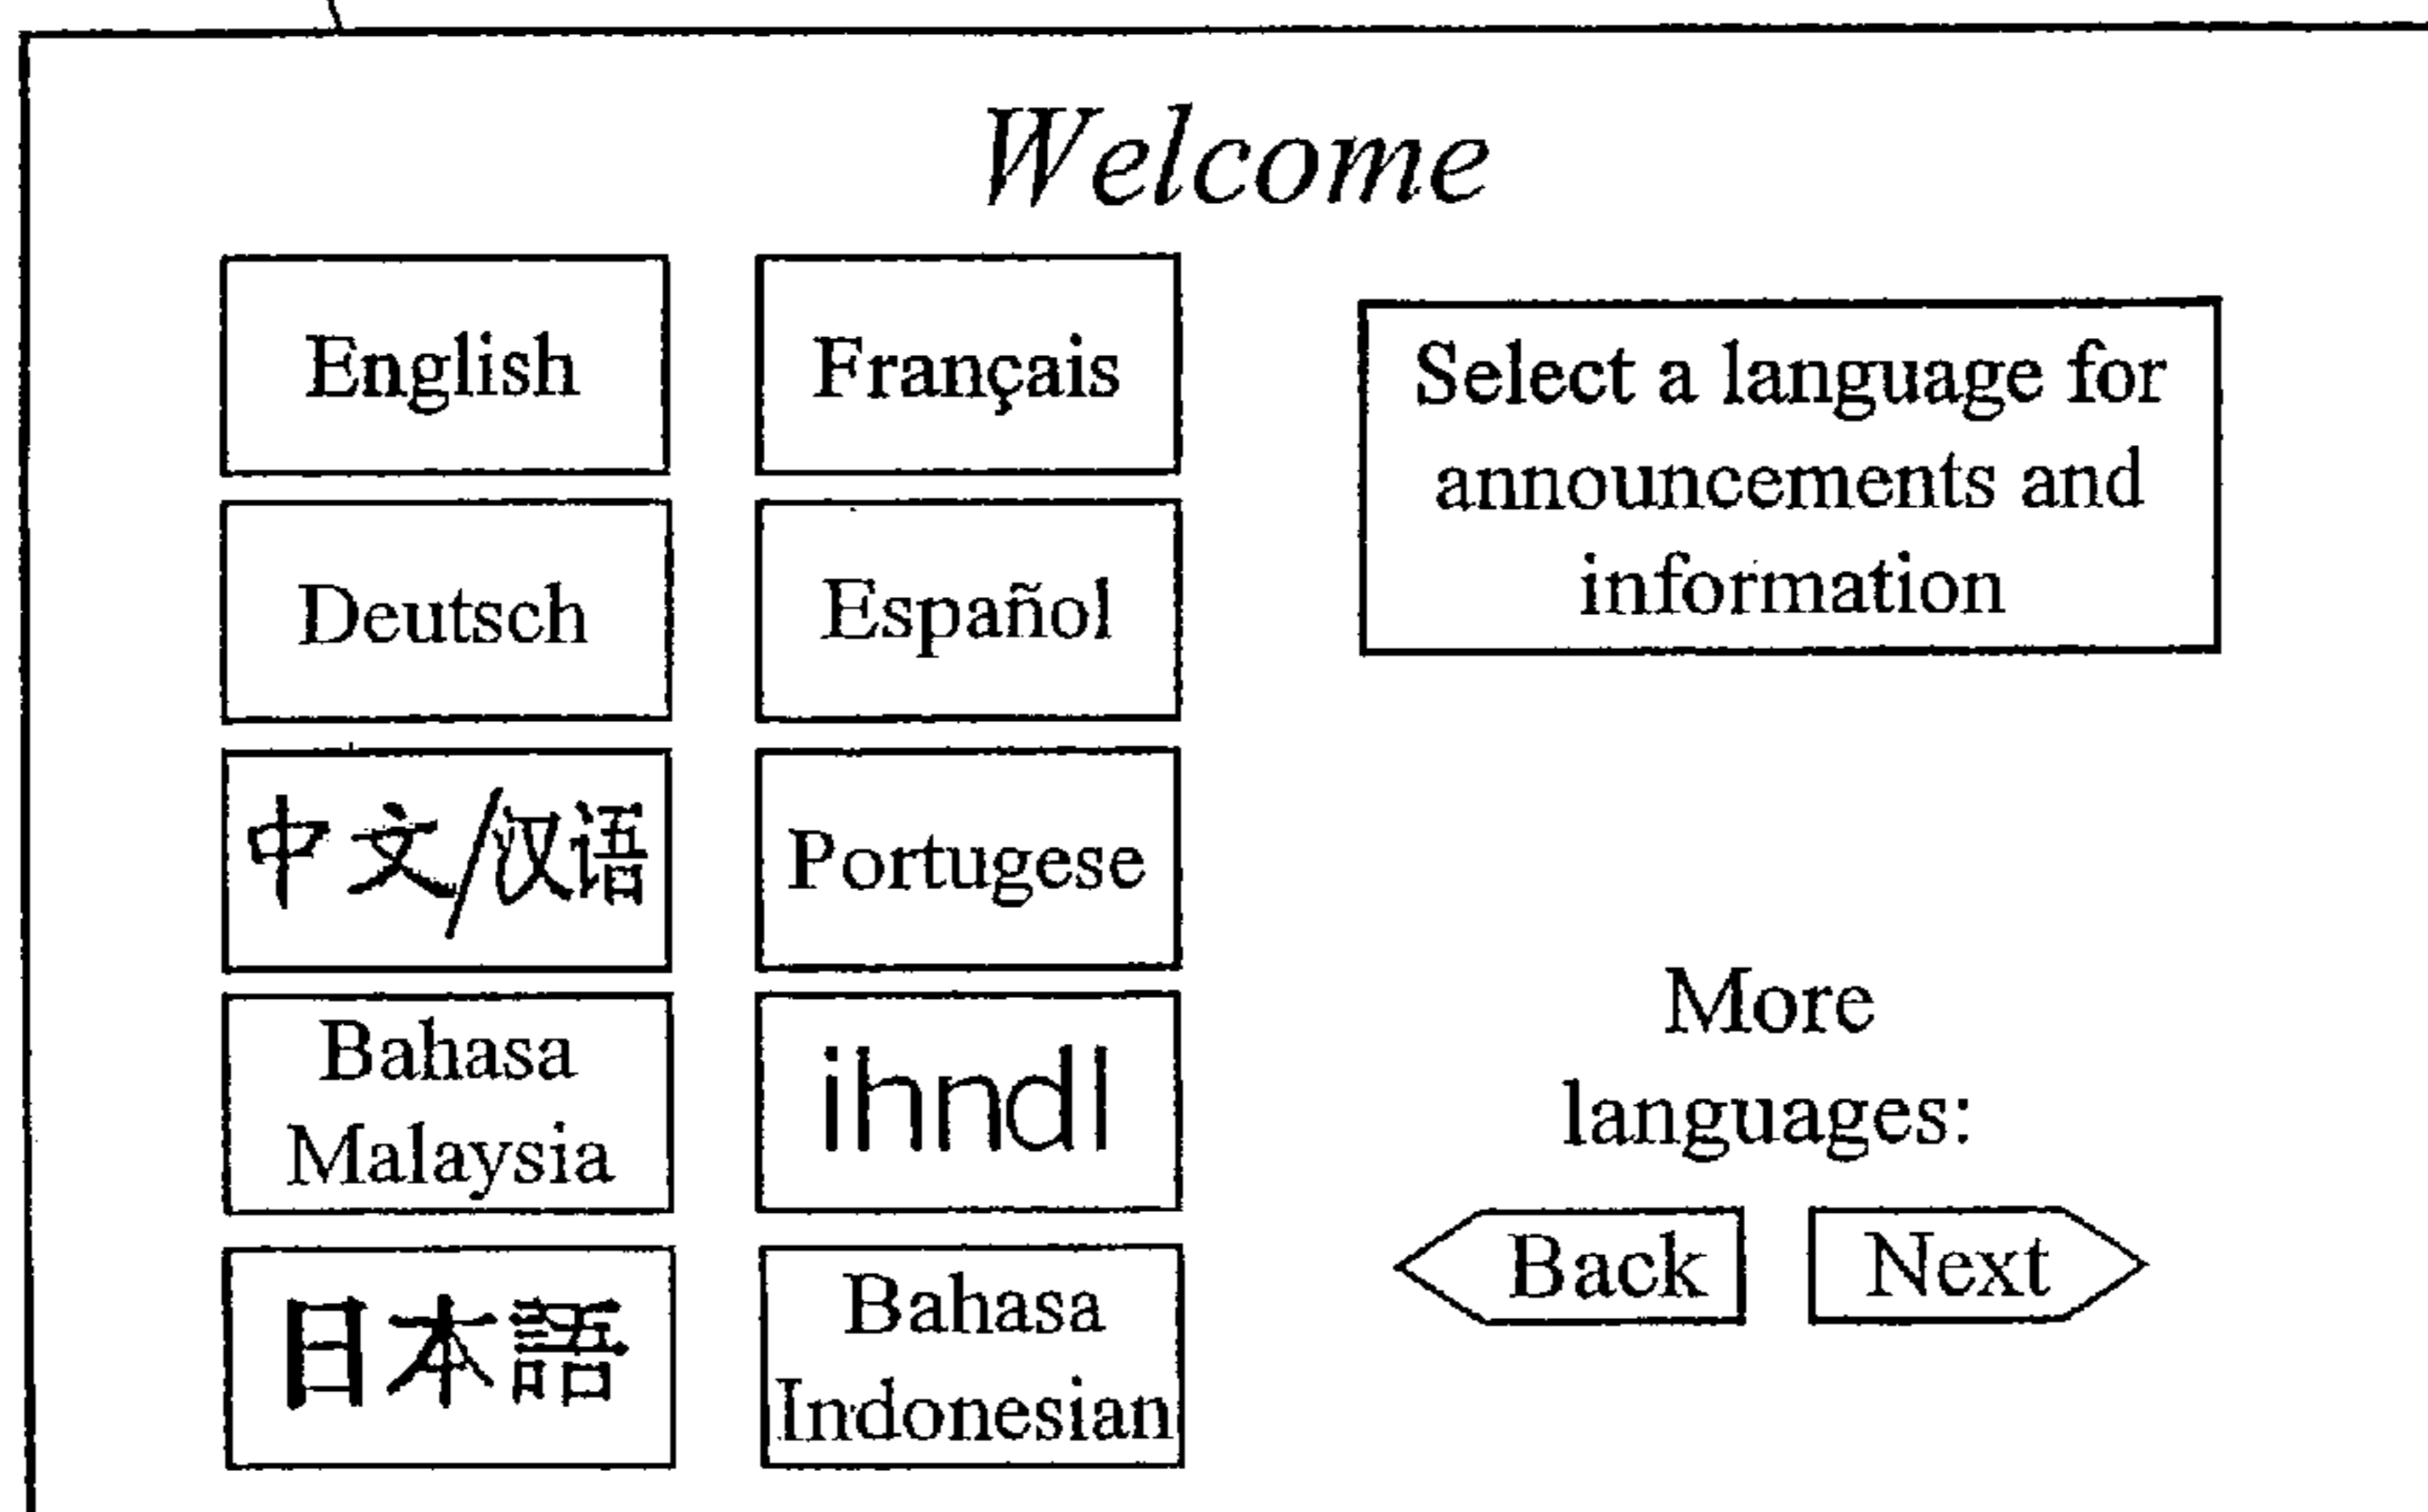 Welcome
English
Français
Select a language for
announcements and
information
Deutsch
Español
中文/汉语
Portugese
Bahasa
Malaysia
ihndl
More
languages:
Back
Next
日本語
Bahasa
Indonesian